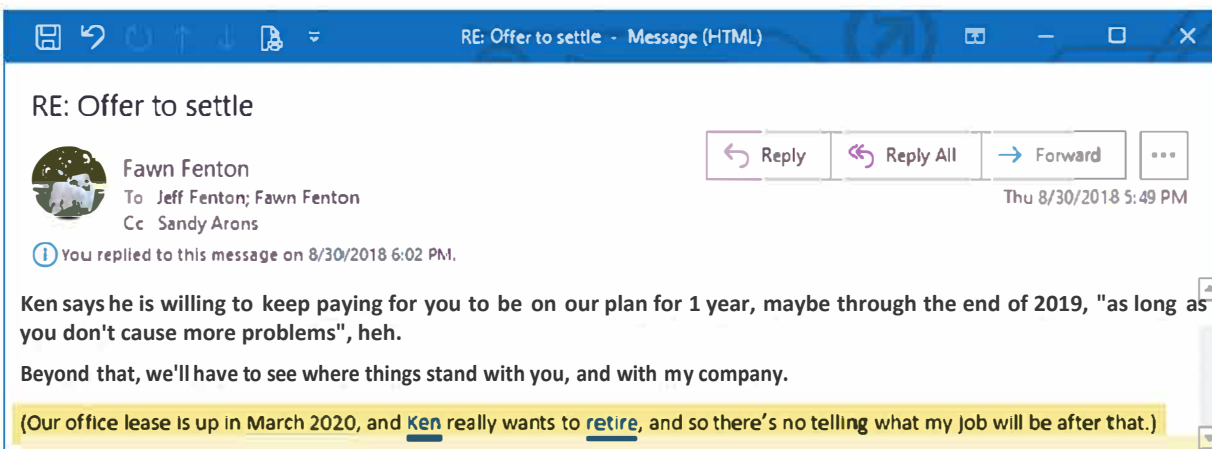 RE: Offer to settle - Message (HTML)
RE: Offer to settle
Reply
Reply All
Forward
Fawn Fenton
To Jeff Fenton; Fawn Fenton
Thu 8/30/2018 5:49 PM
Cc Sandy Arons
You replied to this message on 8/30/2018 6:02 PM.
Ken says he is willing to keep paying for you to be on our plan for 1 year, maybe through the end of 2019, "as long as
you don't cause more problems", heh.
Beyond that, we'll have to see where things stand with you, and with my company.
(Our office lease is up in March 2020, and Ken really wants to retire, and so there's no telling what my job will be after that.)